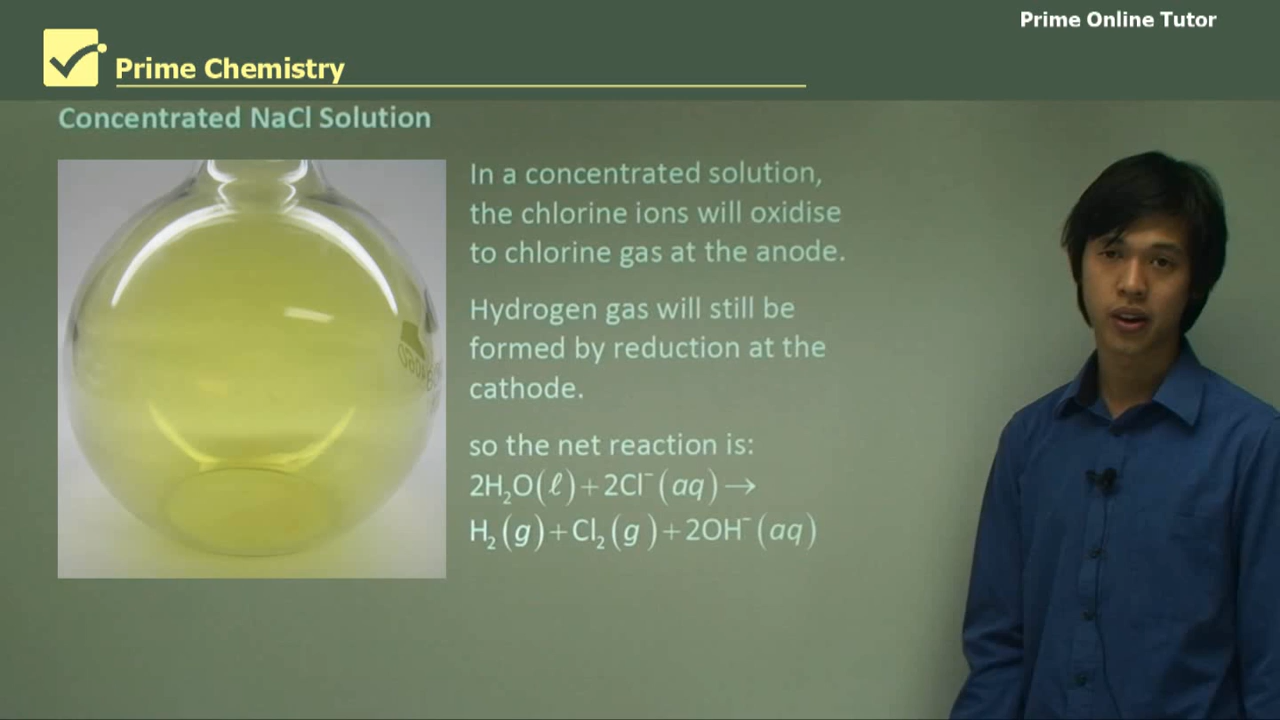 Prime Online Tutor
Prime Chemistry
Concentrated NaCl Solution
In a concentrated solution,
the chlorine ions will oxidise
to chlorine gas at the anode.
Hydrogen gas will still be
formed by reduction at the
cathode.
so the net reaction is:
2H₂O(ℓ)+2Cl⁻(aq)→
H₂(g)+Cl₂(g)+2OH⁻(aq)